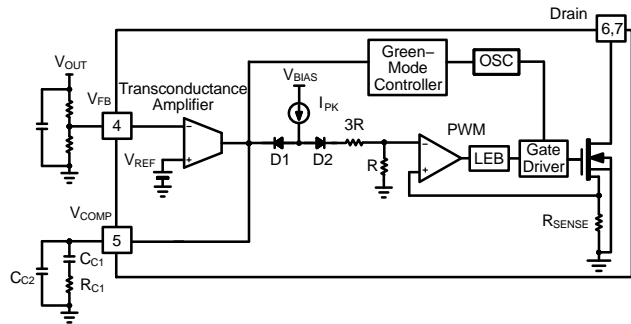 Drain
6,7
VOUT
Transconductance
Amplifier
VBIAS
Green–
Mode
Controller
OSC
VFB
4
IPK
3R
PWM
−
+
VREF
D1
D2
R
−
+
LEB
Gate
Driver
VCOMP
5
RSENSE
CC1
CC2
RC1